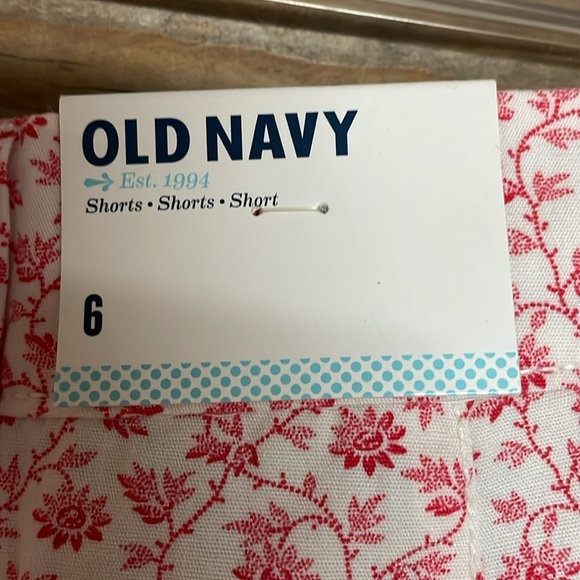 OLD NAVY
Est. 1994
Shorts • Shorts • Short
6